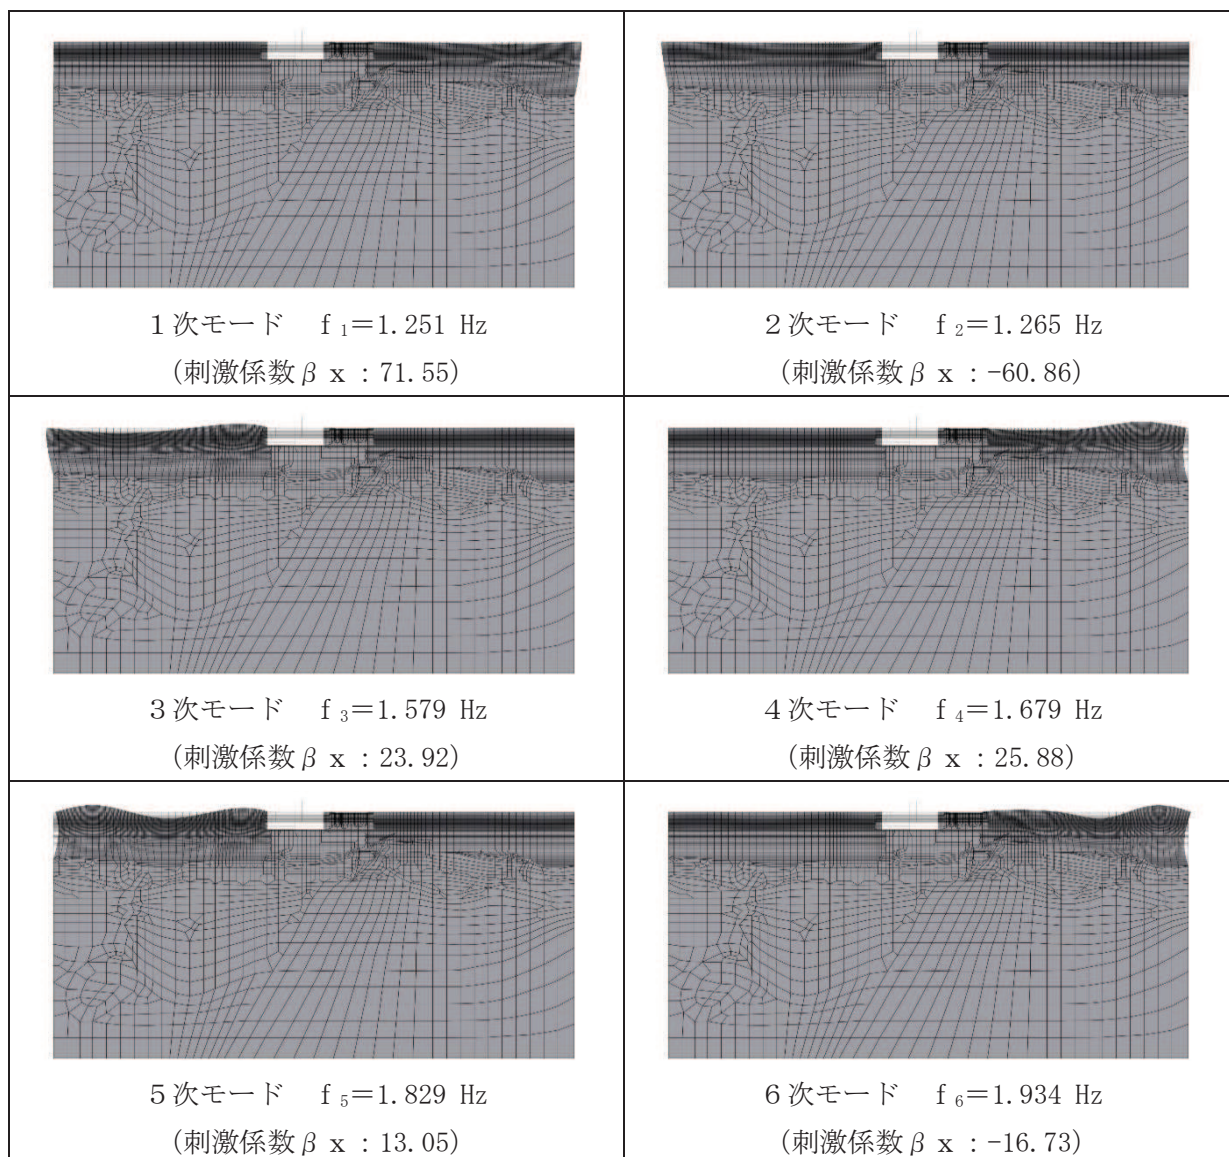 1次モード f₁=1.251 Hz
(刺激係数βx:71.55)
2次モード f₂=1.265 Hz
(刺激係数βx:-60.86)
3次モード f₃=1.579 Hz
(刺激係数βx:23.92)
4次モード f₄=1.679 Hz
(刺激係数βx:25.88)
5次モード f₅=1.829 Hz
(刺激係数βx:13.05)
6次モード f₆=1.934 Hz
(刺激係数βx:-16.73)